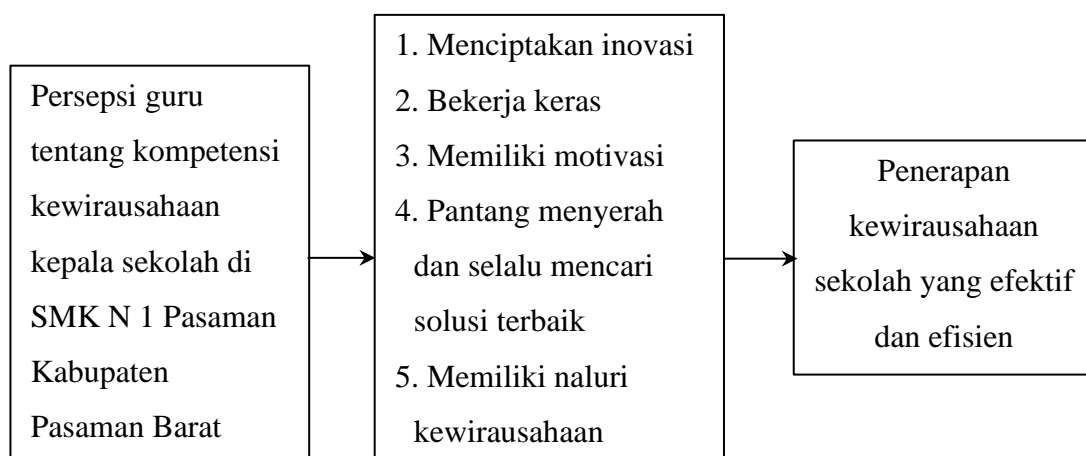 Persepsi guru
tentang kompetensi
kewirausahaan
kepala sekolah di
SMK N 1 Pasaman
Kabupaten
Pasaman Barat
1. Menciptakan inovasi
2. Bekerja keras
3. Memiliki motivasi
4. Pantang menyerah
dan selalu mencari
solusi terbaik
5. Memiliki naluri
kewirausahaan
Penerapan
kewirausahaan
sekolah yang efektif
dan efisien